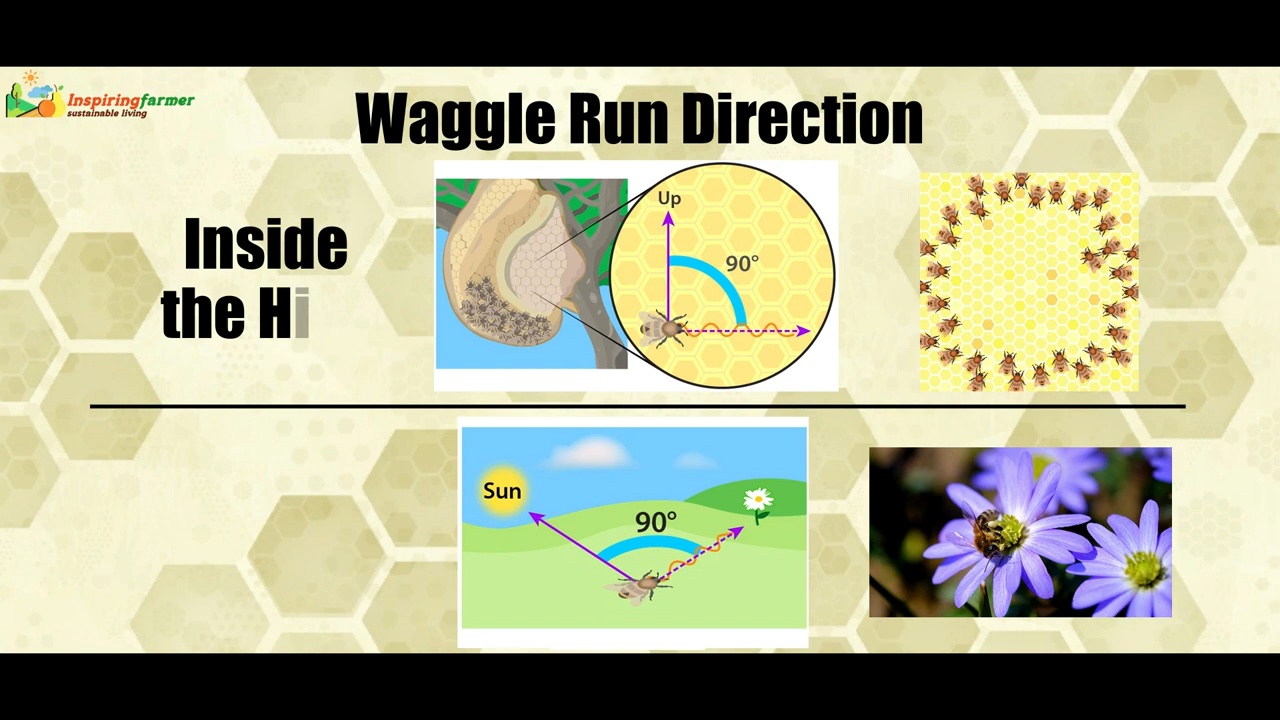 Inspiringfarmer
sustainable living
Waggle Run Direction
Inside
the Hi
Up
90°
Sun
90°